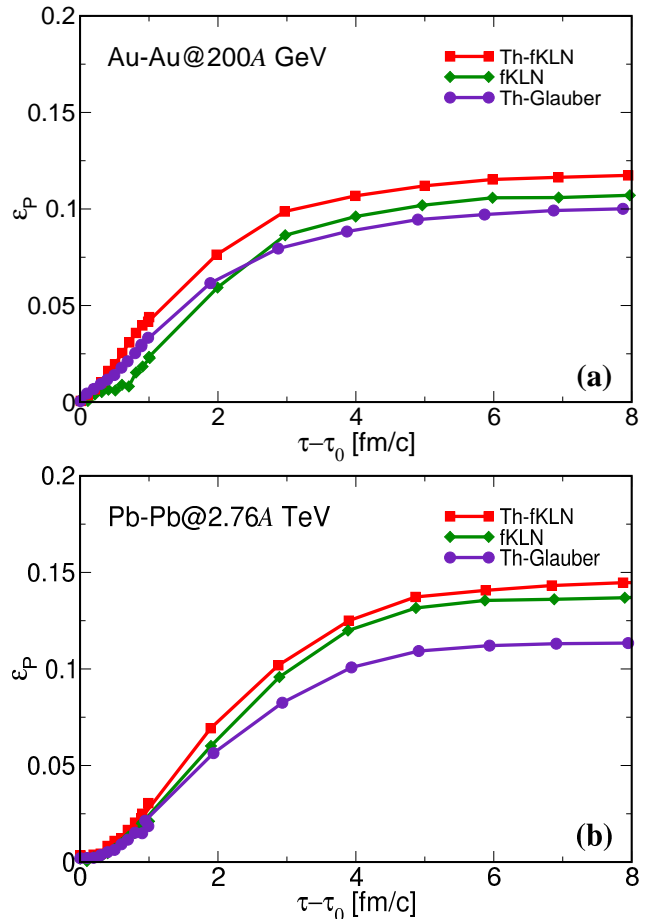 0.2
Au-Au@200A GeV
Th-fKLN
fKLN
Th-Glauber
0.15
0.1
εP
0.05
0
(a)
0 2 4 6 8
τ−τ0 [fm/c]
0.2
Pb-Pb@2.76A TeV
Th-fKLN
fKLN
Th-Glauber
0.15
0.1
εP
0.05
0
(b)
0 2 4 6 8
τ−τ0 [fm/c]